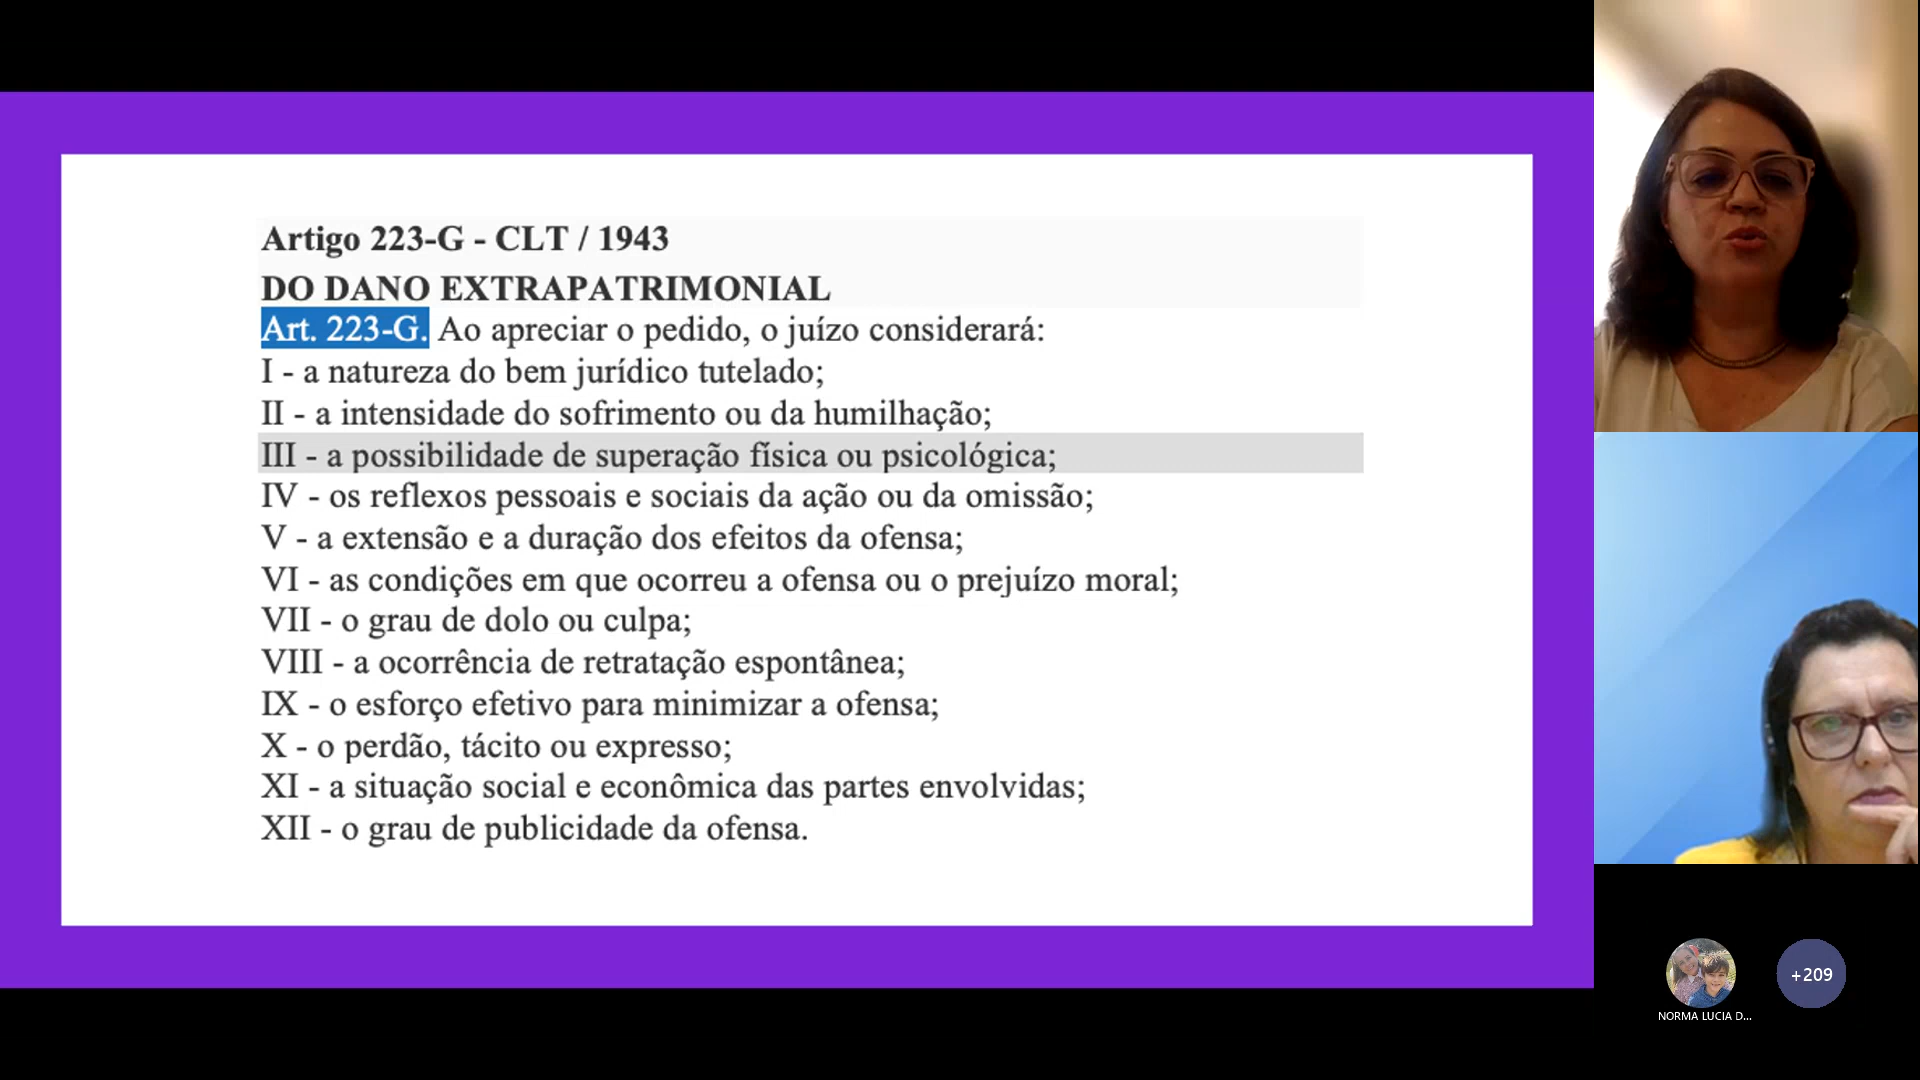 Artigo 223-G - CLT / 1943
DO DANO EXTRAPATRIMONIAL
Art. 223-G. Ao apreciar o pedido, o juízo considerará:
I - a natureza do bem jurídico tutelado;
II - a intensidade do sofrimento ou da humilhação;
III - a possibilidade de superação física ou psicológica;
IV - os reflexos pessoais e sociais da ação ou da omissão;
V - a extensão e a duração dos efeitos da ofensa;
VI - as condições em que ocorreu a ofensa ou o prejuízo moral;
VII - o grau de dolo ou culpa;
VIII - a ocorrência de retratação espontânea;
IX - o esforço efetivo para minimizar a ofensa;
X - o perdão, tácito ou expresso;
XI - a situação social e econômica das partes envolvidas;
XII - o grau de publicidade da ofensa.
+209
NORMA LUCIA D...